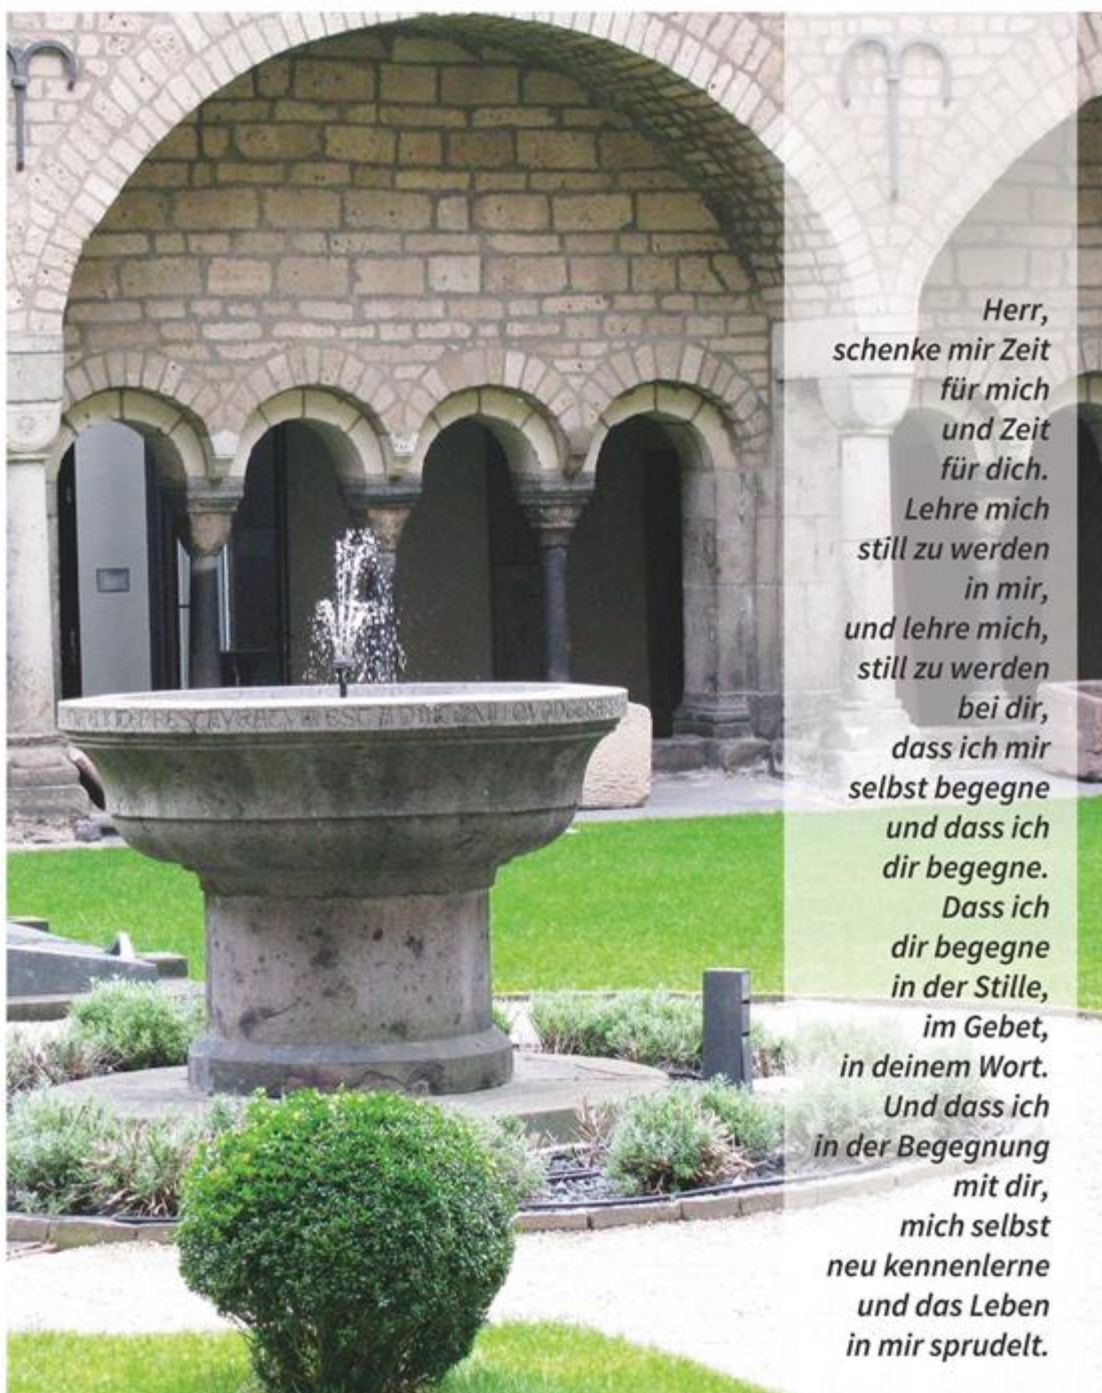 Herr,
schenke mir Zeit
für mich
und Zeit
für dich.
Lehre mich
still zu werden
in mir,
und lehre mich,
still zu werden
bei dir,
dass ich mir
selbst begegne
und dass ich
dir begegne.
Dass ich
dir begegne
in der Stille,
im Gebet,
in deinem Wort.
Und dass ich
in der Begegnung
mit dir,
mich selbst
neu kennenlerne
und das Leben
in mir sprudelt.